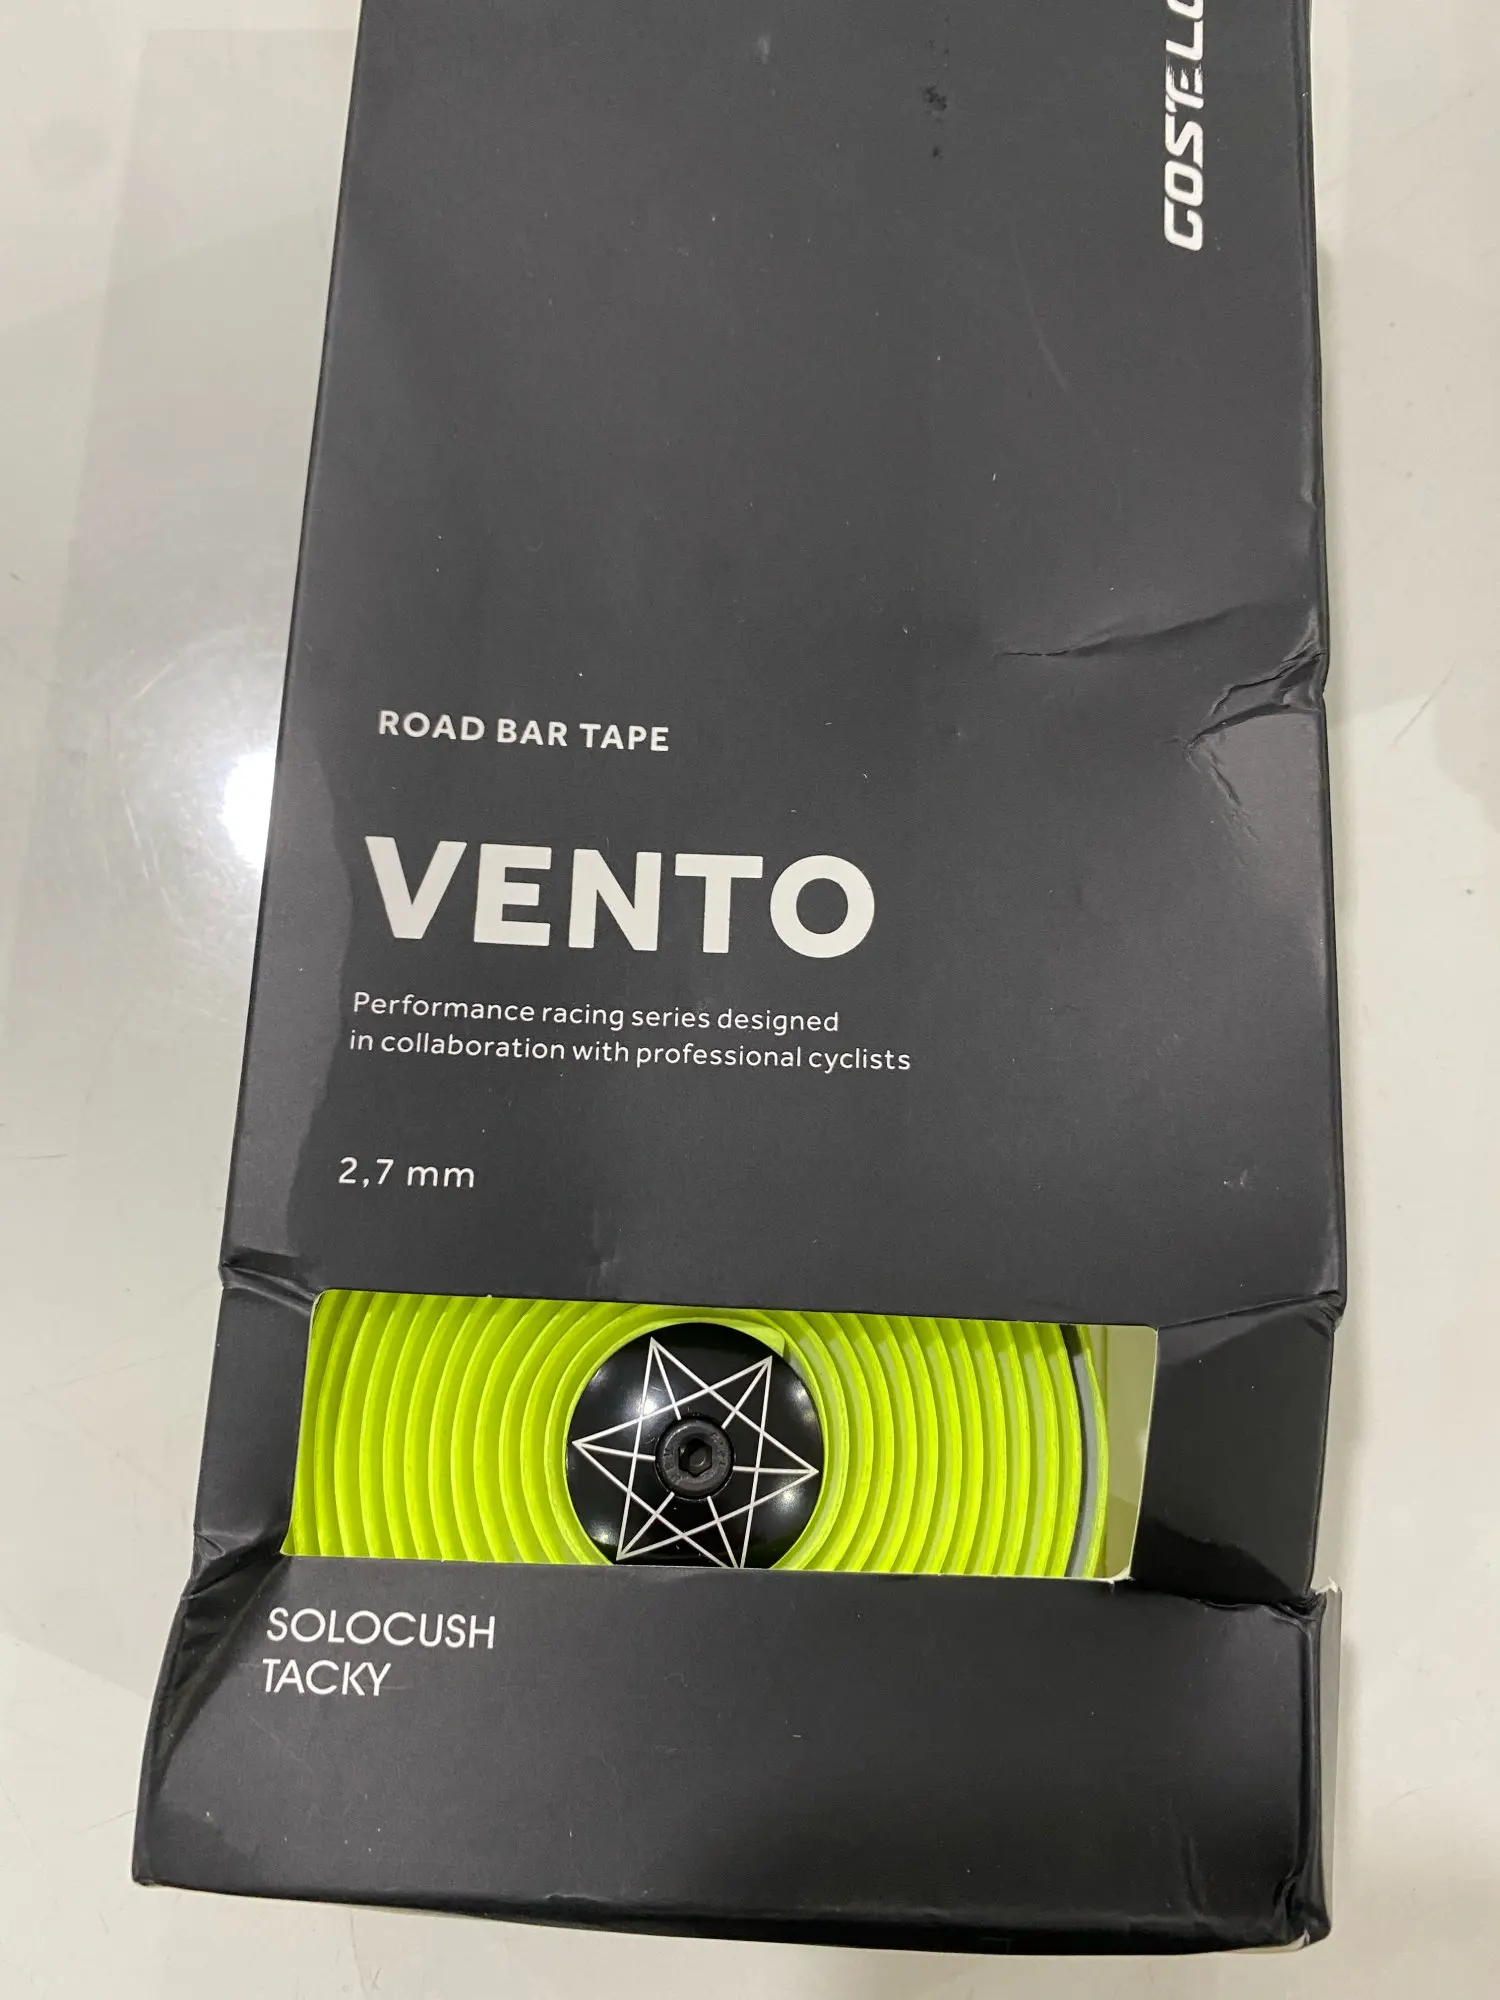 ROAD BAR TAPE
VENTO
Performance racing series designed
in collaboration with professional cyclists
2,7 mm
SOLOCUSH
TACKY